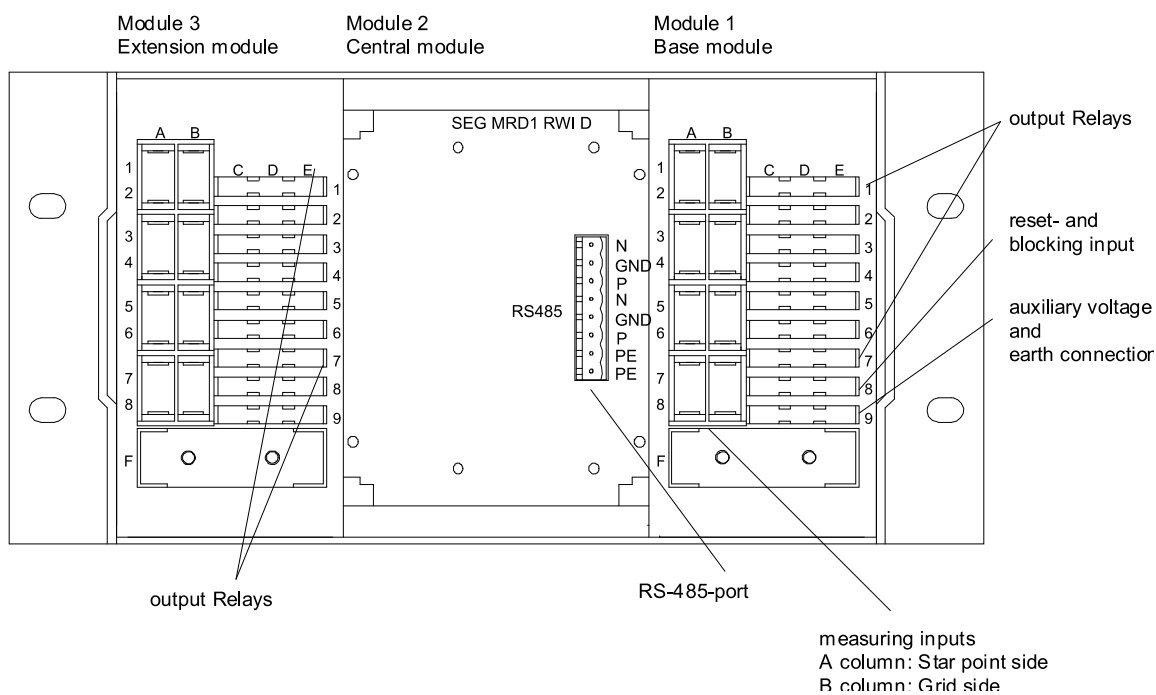 Module 3
Extension module
Module 2
Central module
Module 1
Base module
SEG MRD1 RWI D
A B
C D E
1
2
3
4
5
6
7
8
F
1
2
3
4
5
6
7
8
9
RS485
N
GND
P
N
GND
P
PE
PE
A B
C D E
1
2
3
4
5
6
7
8
F
1
2
3
4
5
6
7
8
9
output Relays
reset- and
blocking input
auxiliary voltage
and
earth connection
output Relays
RS-485-port
measuring inputs
A column: Star point side
B column: Grid side